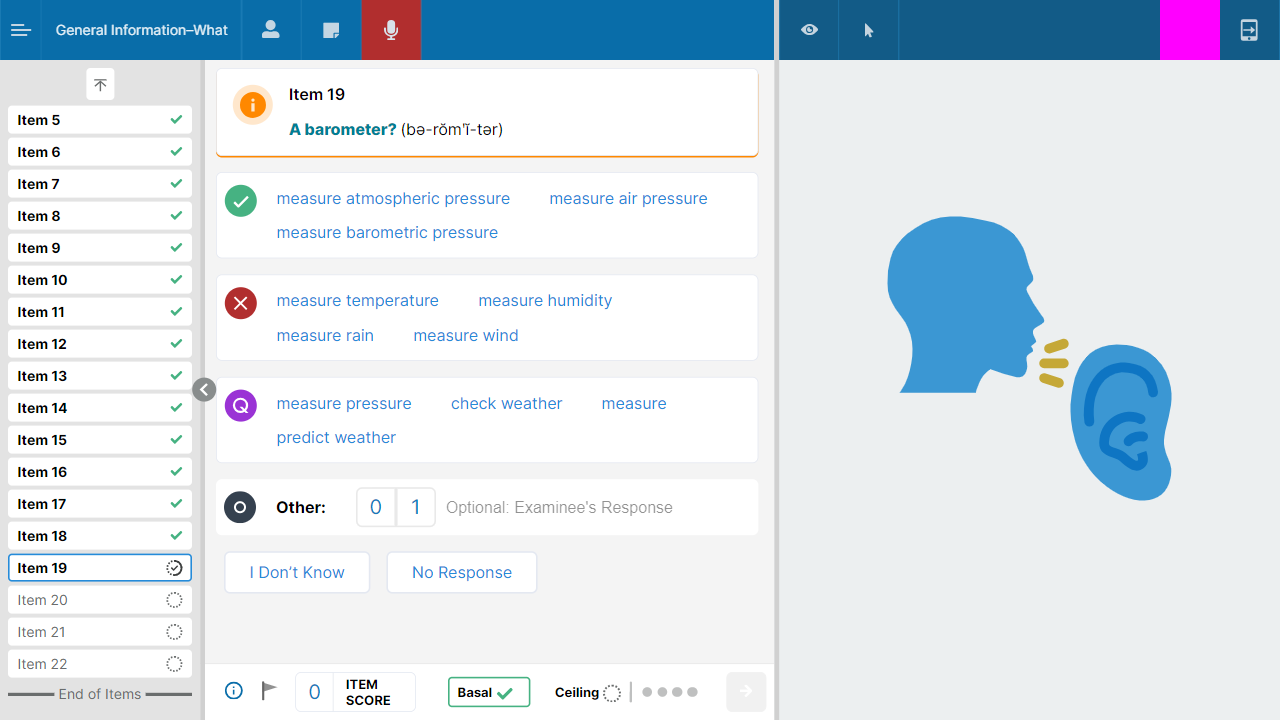 General Information–What
Item 5
Item 6
Item 7
Item 8
Item 9
Item 10
Item 11
Item 12
Item 13
Item 14
Item 15
Item 16
Item 17
Item 18
Item 19
Item 20
Item 21
Item 22
End of Items
Item 19
A barometer? (bə-rŏm'ĭ-tər)
measure atmospheric pressure measure air pressure
measure barometric pressure
measure temperature measure humidity
measure rain measure wind
Q
measure pressure check weather measure
predict weather
Other: 0 1 Optional: Examinee's Response
I Don't Know No Response
0 ITEM SCORE Basal Ceiling